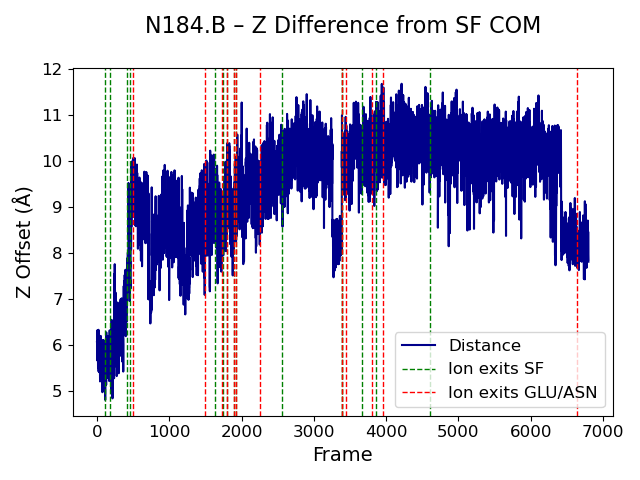 N184.B – Z Difference from SF COM
12
11
10
9
8
7
6
5
Z Offset (Å)
Distance
Ion exits SF
Ion exits GLU/ASN
0 1000 2000 3000 4000 5000 6000 7000
Frame